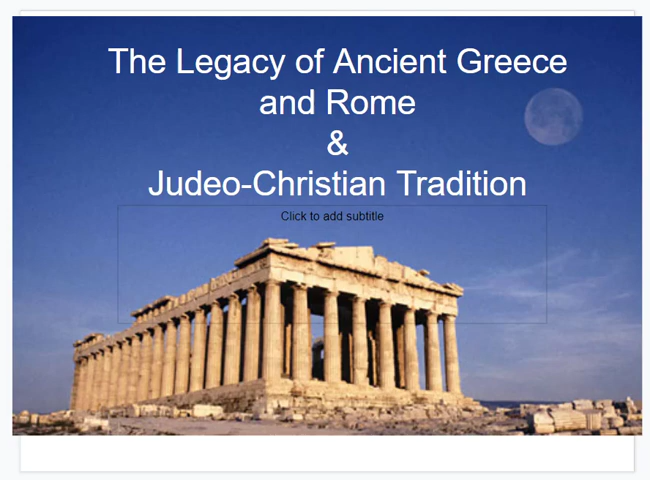 The Legacy of Ancient Greece
and Rome
&
Judeo-Christian Tradition
Click to add subtitle